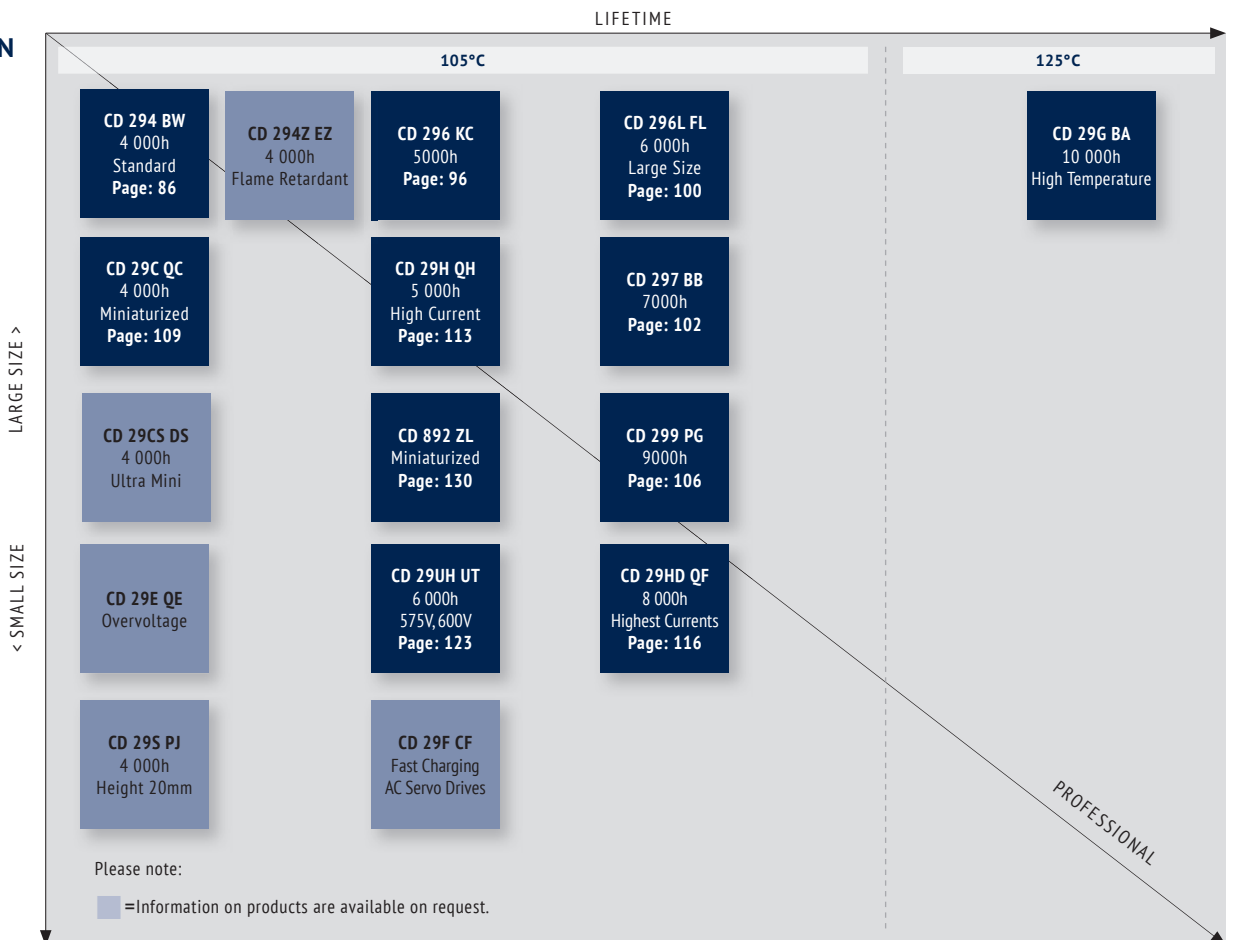 LIFETIME
N
105°C
125°C
CD 294 BW
4 000h
Standard
Page: 86
CD 294Z EZ
4 000h
Flame Retardant
CD 296 KC
5000h
Page: 96
CD 296L FL
6 000h
Large Size
Page: 100
CD 29G BA
10 000h
High Temperature
CD 29C QC
4 000h
Miniaturized
Page: 109
CD 29H QH
5 000h
High Current
Page: 113
CD 297 BB
7000h
Page: 102
LARGE SIZE >
CD 29CS DS
4 000h
Ultra Mini
CD 892 ZL
Miniaturized
Page: 130
CD 299 PG
9000h
Page: 106
< SMALL SIZE
CD 29E QE
Overvoltage
CD 29UH UT
6 000h
575V, 600V
Page: 123
CD 29HD QF
8 000h
Highest Currents
Page: 116
CD 29S PJ
4 000h
Height 20mm
CD 29F CF
Fast Charging
AC Servo Drives
PROFESSIONAL
Please note:
=Information on products are available on request.